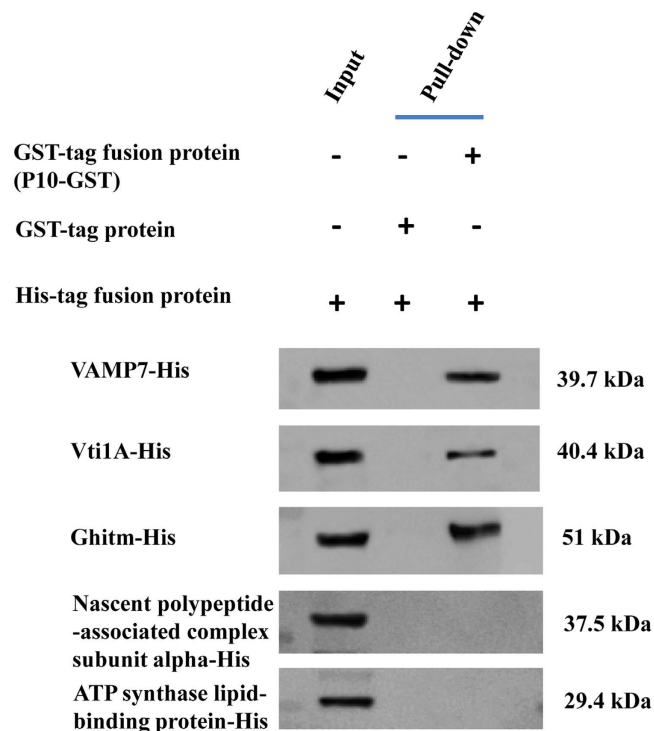 Input
Pull-down
GST-tag fusion protein - - +
(P10-GST)
GST-tag protein - + -
His-tag fusion protein + + +
VAMP7-His 39.7 kDa
Vti1A-His 40.4 kDa
Ghitm-His 51 kDa
Nascent polypeptide
-associated complex 37.5 kDa
subunit alpha-His
ATP synthase lipid-
binding protein-His 29.4 kDa